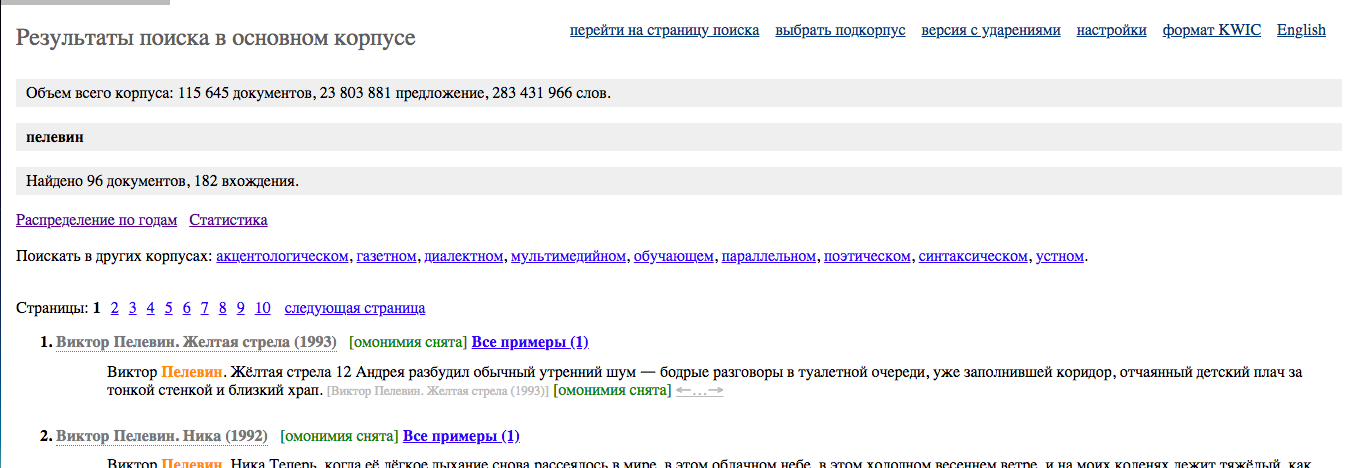 Результаты поиска в основном корпусе
перейти на страницу поиска выбрать подкорпус версия с ударениями настройки формат KWIC English
Объем всего корпуса: 115 645 документов, 23 803 881 предложение, 283 431 966 слов.
пелевин
Найдено 96 документов, 182 вхождения.
Распределение по годам Статистика
Поискать в других корпусах: акцентологическом, газетном, диалектном, мультимедийном, обучающем, параллельном, поэтическом, синтаксическом, устном.
Страницы: 1 2 3 4 5 6 7 8 9 10 следующая страница
1. Виктор Пелевин. Желтая стрела (1993) [омонимия снята] Все примеры (1)
Виктор Пелевин. Жёлтая стрела 12 Андрея разбудил обычный утренний шум — бодрые разговоры в туалетной очереди, уже заполнившей коридор, отчаянный детский плач за
тонкой стенкой и близкий храп. [Виктор Пелевин. Желтая стрела (1993)] [омонимия снята] ←…→
2. Виктор Пелевин. Ника (1992) [омонимия снята] Все примеры (1)
Виктор Пелевин. Ника Теперь, когда её лёгкое дыхание снова рассеялось в мире, в этом облачном небе, в этом холодном весеннем ветре, и на моих коленях лежит тяжёлый, как